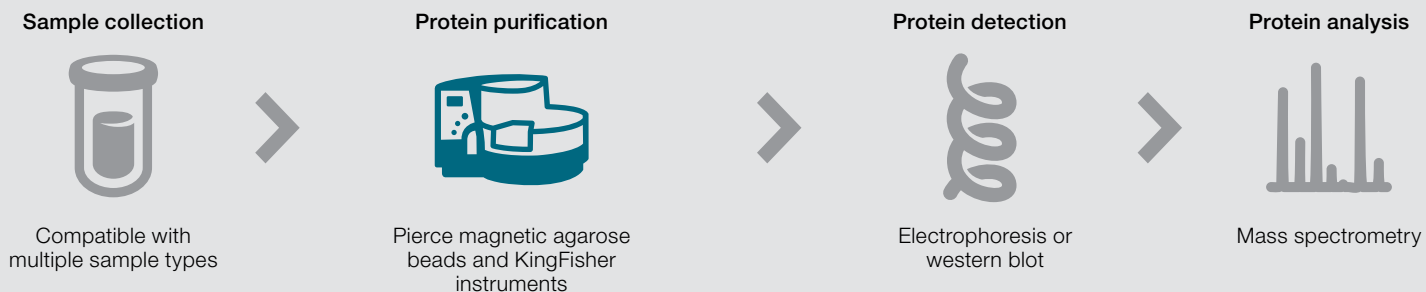 Sample collection
Protein purification
Protein detection
Protein analysis
Compatible with
multiple sample types
Pierce magnetic agarose
beads and KingFisher
instruments
Electrophoresis or
western blot
Mass spectrometry